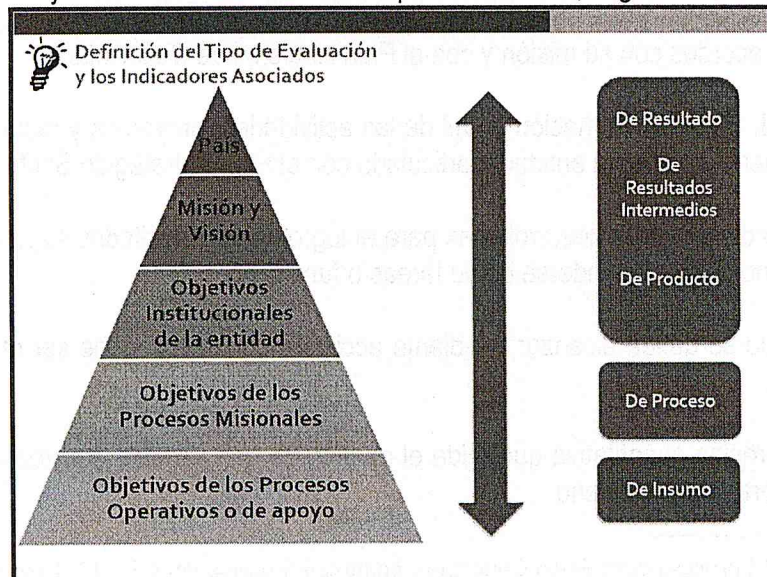 Definición del Tipo de Evaluación
y los Indicadores Asociados
País
Misión y
Visión
Objetivos
Institucionales
de la entidad
Objetivos de los
Procesos Misionales
Objetivos de los Procesos
Operativos o de apoyo
De Resultado
De
Resultados
Intermedios
De Producto
De Proceso
De Insumo